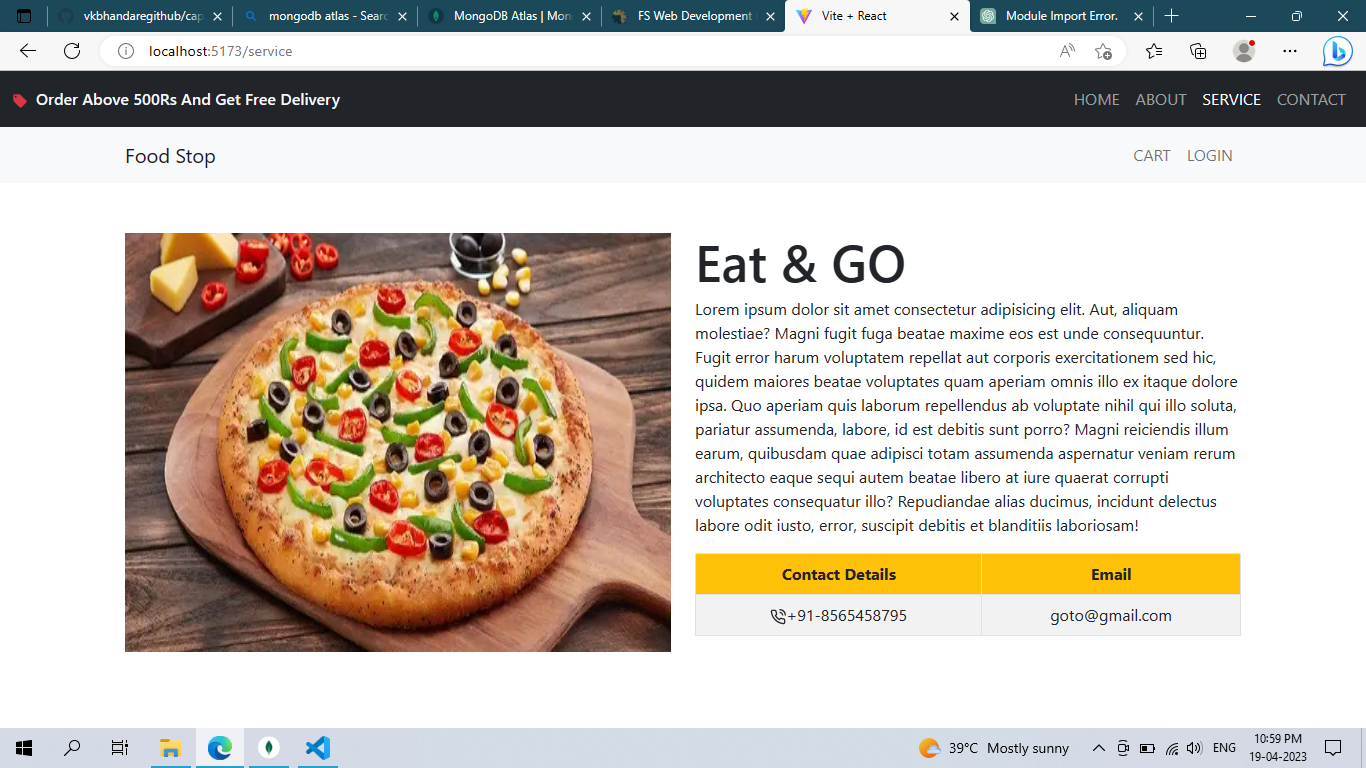 vkbhandaregithub/cap
mongodb atlas - Searc
MongoDB Atlas | Mon
FS Web Development
Vite + React
Module Import Error.
localhost:5173/service
Order Above 500Rs And Get Free Delivery
HOME ABOUT SERVICE CONTACT
Food Stop
CART LOGIN
Eat & GO
Lorem ipsum dolor sit amet consectetur adipisicing elit. Aut, aliquam
molestiae? Magni fugit fuga beatae maxime eos est unde consequuntur.
Fugit error harum voluptatem repellat aut corporis exercitationem sed hic,
quidem maiores beatae voluptates quam aperiam omnis illo ex itaque dolore
ipsa. Quo aperiam quis laborum repellendus ab voluptate nihil qui illo soluta,
pariatur assumenda, labore, id est debitis sunt porro? Magni reiciendis illum
earum, quibusdam quae adipisci totam assumenda aspernatur veniam rerum
architecto eaque sequi autem beatae libero at iure quaerat corrupti
voluptates consequatur illo? Repudiandae alias ducimus, incidunt delectus
labore odit iusto, error, suscipit debitis et blanditiis laboriosam!
Contact Details Email
+91-8565458795 goto@gmail.com
39°C Mostly sunny
ENG
10:59 PM
19-04-2023